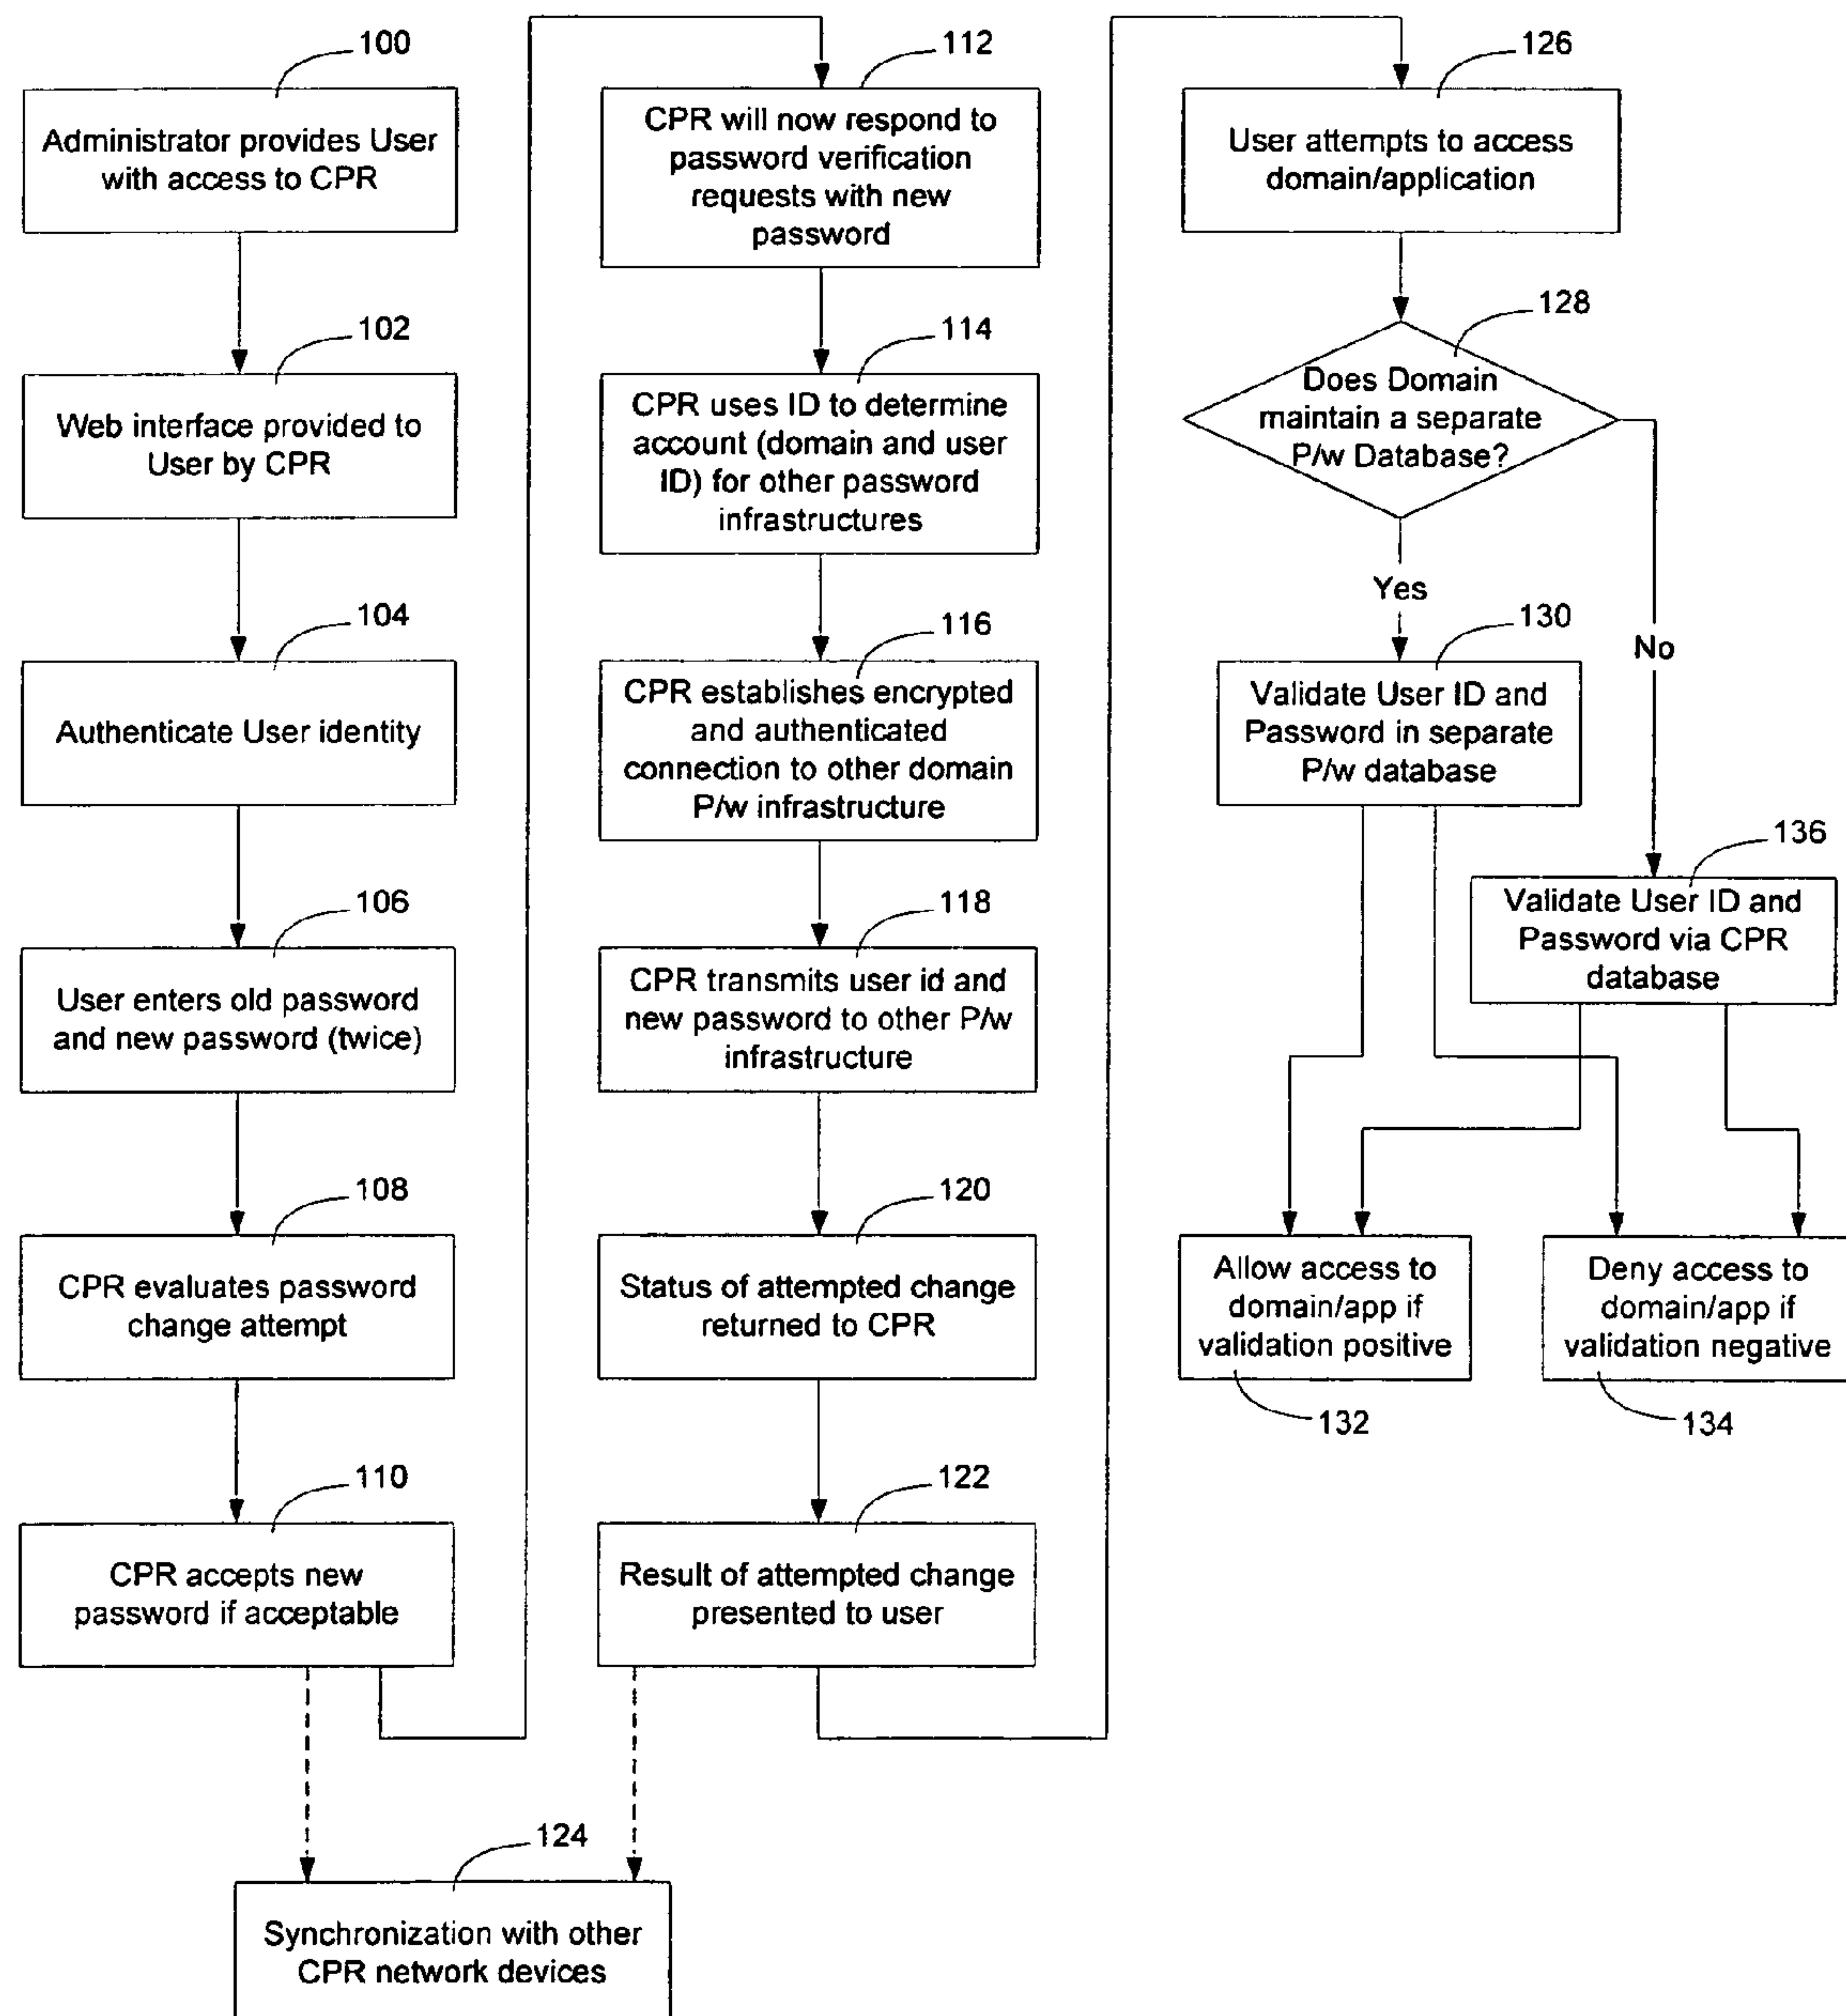 100
Administrator provides User
with access to CPR
102
Web interface provided to
User by CPR
104
Authenticate User identity
106
User enters old password
and new password (twice)
108
CPR evaluates password
change attempt
110
CPR accepts new
password if acceptable
112
CPR will now respond to
password verification
requests with new
password
114
CPR uses ID to determine
account (domain and user
ID) for other password
infrastructures
116
CPR establishes encrypted
and authenticated
connection to other domain
P/w infrastructure
118
CPR transmits user id and
new password to other P/w
infrastructure
120
Status of attempted change
returned to CPR
122
Result of attempted change
presented to user
124
Synchronization with other
CPR network devices
126
User attempts to access
domain/application
128
Does Domain
maintain a separate
P/w Database?
Yes
No
130
Validate User ID and
Password in separate
P/w database
136
Validate User ID and
Password via CPR
database
Allow access to
domain/app if
validation positive
132
Deny access to
domain/app if
validation negative
134